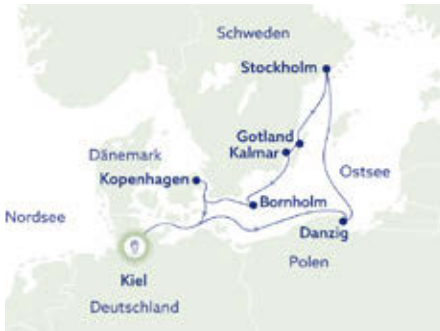 Schweden
Stockholm
Gotland
Kalmar
Dänemark
Kopenhagen
Ostsee
Bornholm
Nordsee
Danzig
Polen
Kiel
Deutschland